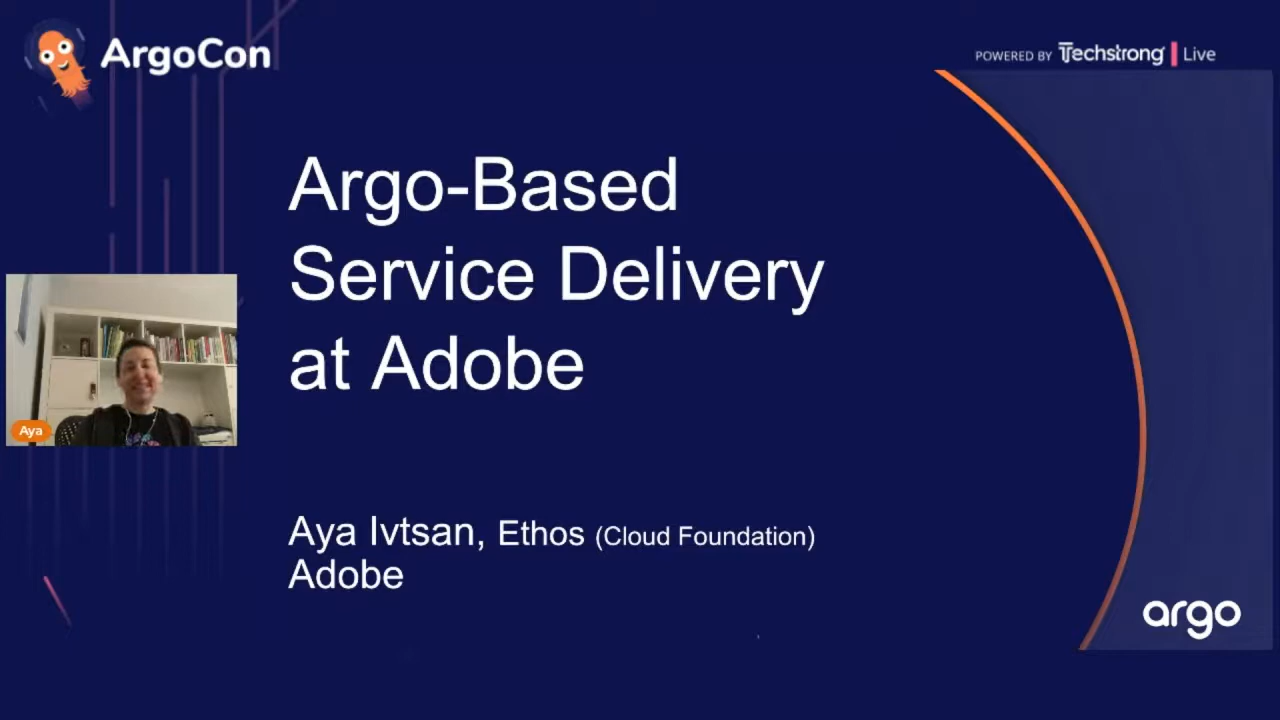 ArgoCon
POWERED BY Techstrong | Live
Argo-Based
Service Delivery
at Adobe
Aya
Aya Ivtsan, Ethos (Cloud Foundation)
Adobe
argo